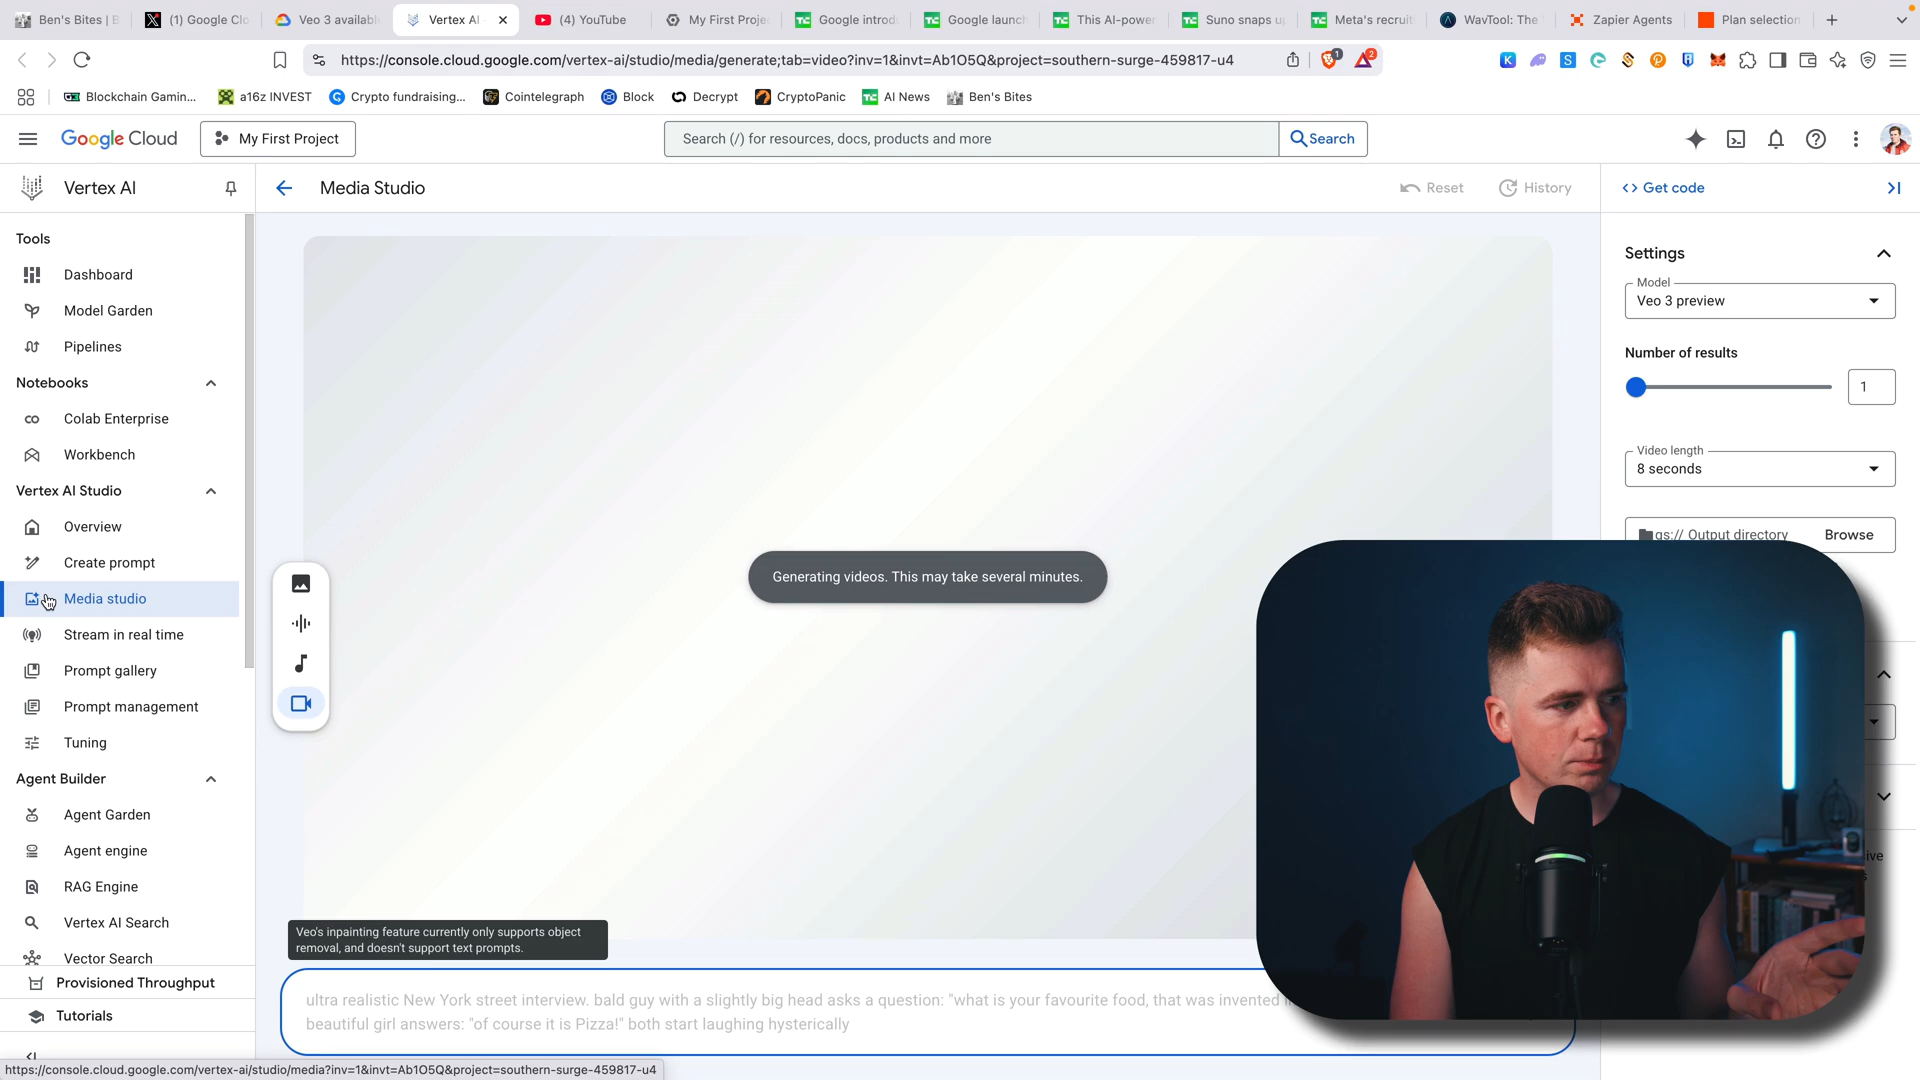 Ben's Bites | B
(1) Google Clo
Veo 3 availabl
Vertex AI
(4) YouTube
My First Projec
Google introdu
Google launch
This AI-power
Suno snaps up
Meta's recruit
WavTool: The
Zapier Agents
Plan selection
https://console.cloud.google.com/vertex-ai/studio/media/generate;tab=video?inv=1&invt=Ab1O5Q&project=southern-surge-459817-u4
1
2
Blockchain Gamin...
a16z INVEST
Crypto fundraising...
Cointelegraph
Block
Decrypt
CryptoPanic
AI News
Ben's Bites
Google Cloud
My First Project
Search (/) for resources, docs, products and more
Search
Vertex AI
Media Studio
Reset
History
Get code
Tools
Dashboard
Model Garden
Pipelines
Notebooks
Colab Enterprise
Workbench
Vertex AI Studio
Overview
Create prompt
Media studio
Stream in real time
Prompt gallery
Prompt management
Tuning
Agent Builder
Agent Garden
Agent engine
RAG Engine
Vertex AI Search
Vector Search
Provisioned Throughput
Tutorials
Generating videos. This may take several minutes.
Veo's inpainting feature currently only supports object
removal, and doesn't support text prompts.
ultra realistic New York street interview. bald guy with a slightly big head asks a question: "what is your favourite food, that was invented
beautiful girl answers: "of course it is Pizza!" both start laughing hysterically
Settings
Model
Veo 3 preview
Number of results
1
Video length
8 seconds
gs:// Output directory
Browse
https://console.cloud.google.com/vertex-ai/studio/media?inv=1&invt=Ab1O5Q&project=southern-surge-459817-u4